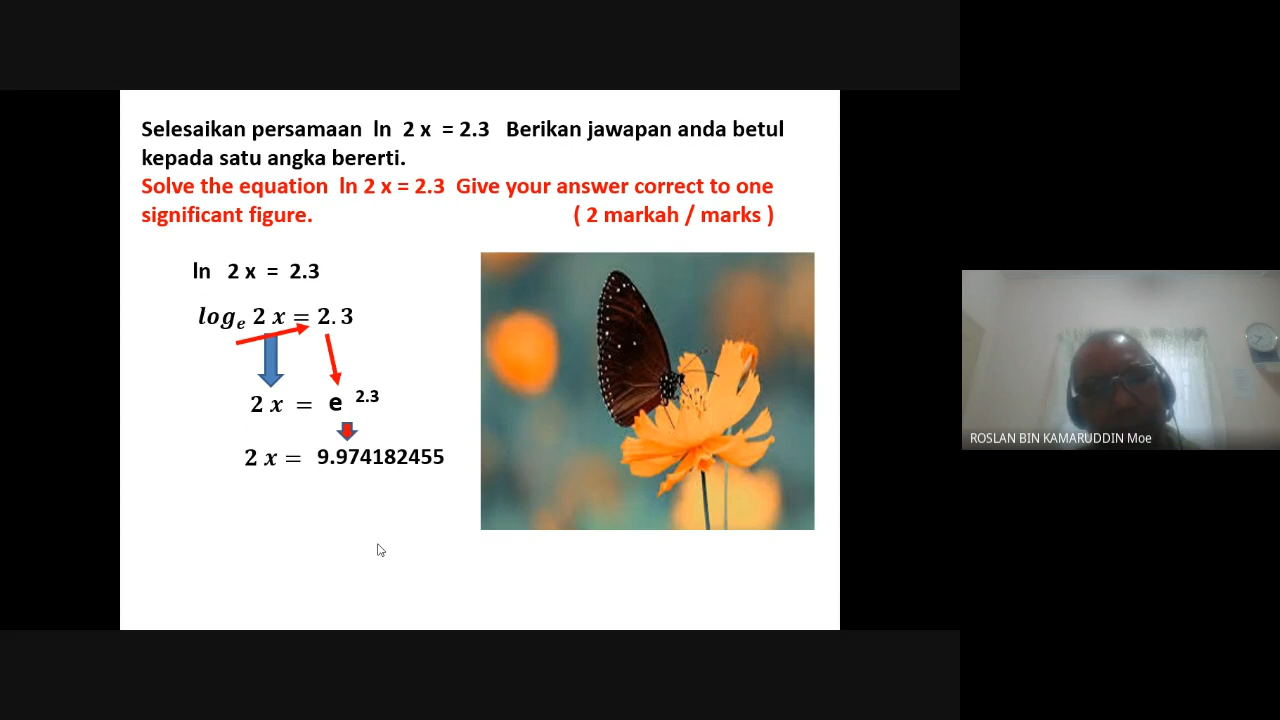 Selesaikan persamaan ln 2 x = 2.3 Berikan jawapan anda betul
kepada satu angka bererti.
Solve the equation ln 2 x = 2.3 Give your answer correct to one
significant figure. ( 2 markah / marks )
ln 2 x = 2.3
logₑ 2 x = 2.3
2 x = e ²·³
2 x = 9.974182455
ROSLAN BIN KAMARUDDIN Moe